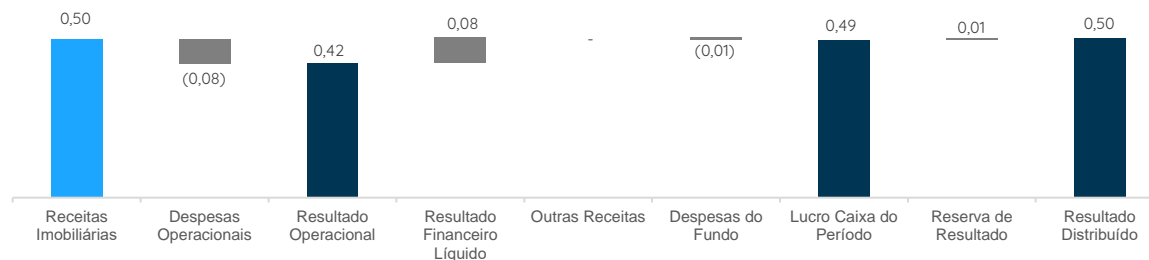 0,50
(0,08)
0,42
0,08
-
(0,01)
0,49
0,01
0,50
Receitas
Imobiliárias
Despesas
Operacionais
Resultado
Operacional
Resultado
Financeiro
Líquido
Outras Receitas
Despesas do
Fundo
Lucro Caixa do
Período
Reserva de
Resultado
Resultado
Distribuído